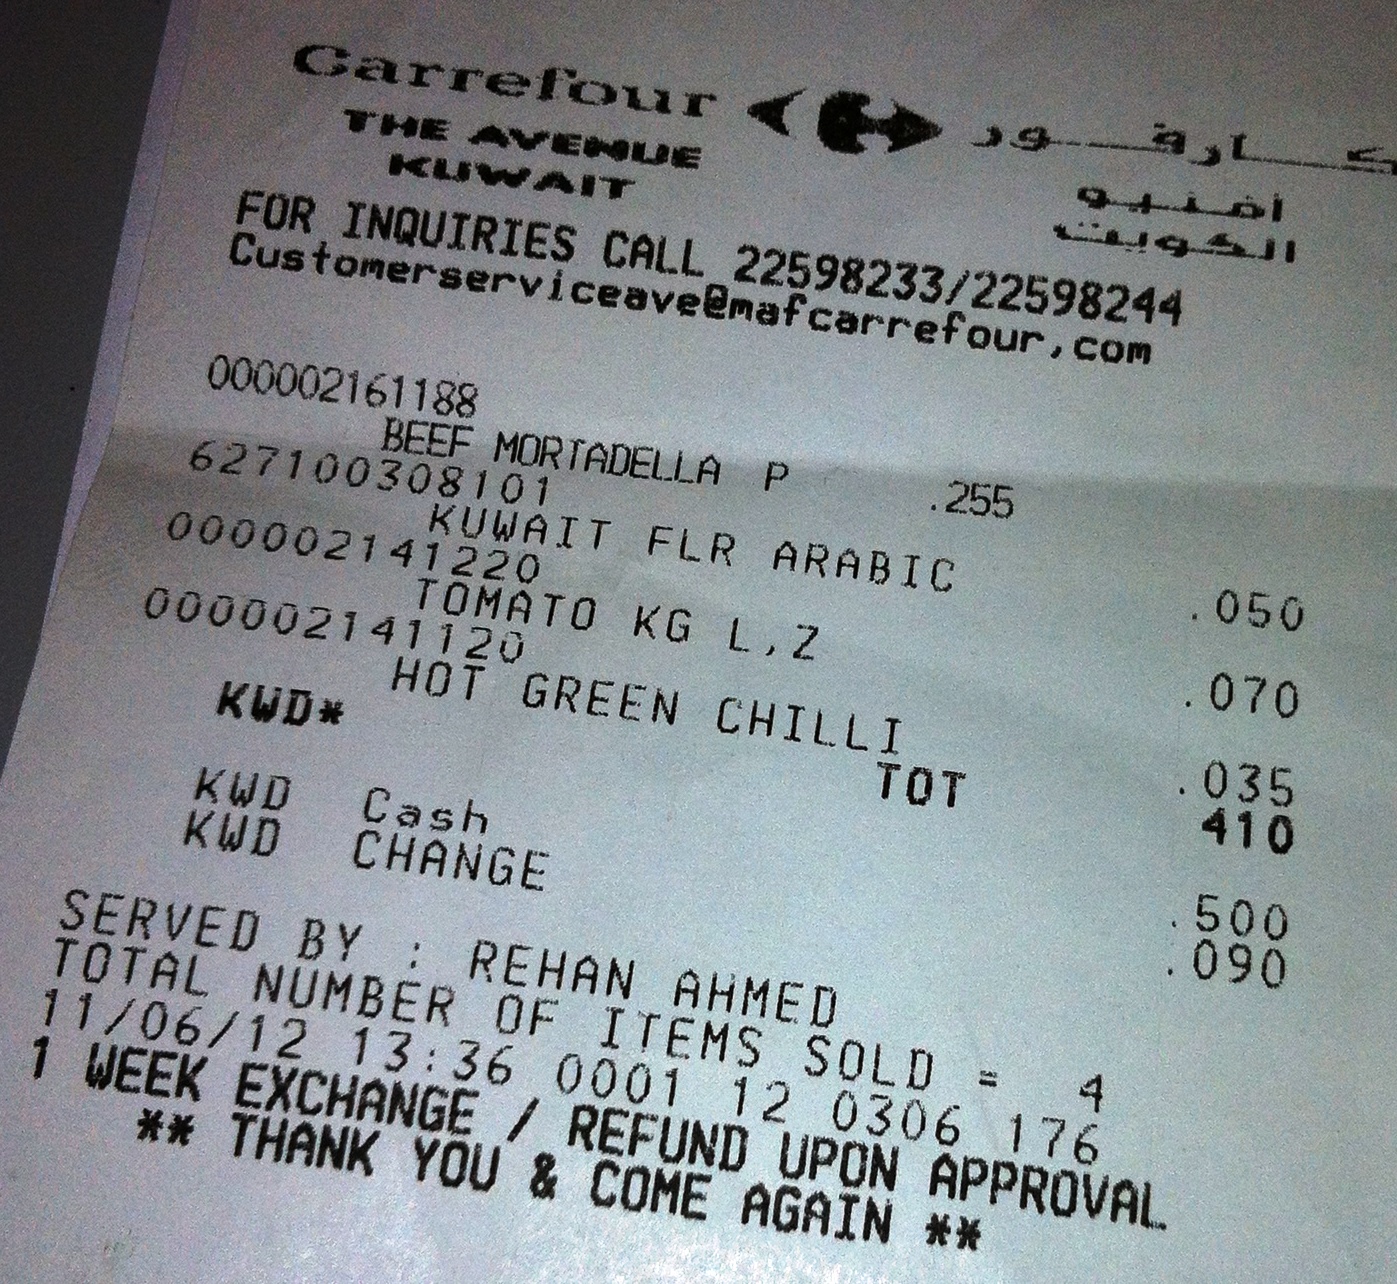 Carrefour كارفور
THE AVENUE أفنيو
KUWAIT الكويت
FOR INQUIRIES CALL 22598233/22598244
Customerserviceave@mafcarrefour,com
000002161188
BEEF MORTADELLA P .255
627100308101
KUWAIT FLR ARABIC .050
000002141220
TOMATO KG L,Z .070
000002141120
HOT GREEN CHILLI .035
KWD* TOT 410
KWD Cash .500
KWD CHANGE .090
SERVED BY : REHAN AHMED
TOTAL NUMBER OF ITEMS SOLD = 4
11/06/12 13:36 0001 12 0306 176
1 WEEK EXCHANGE / REFUND UPON APPROVAL
** THANK YOU & COME AGAIN **